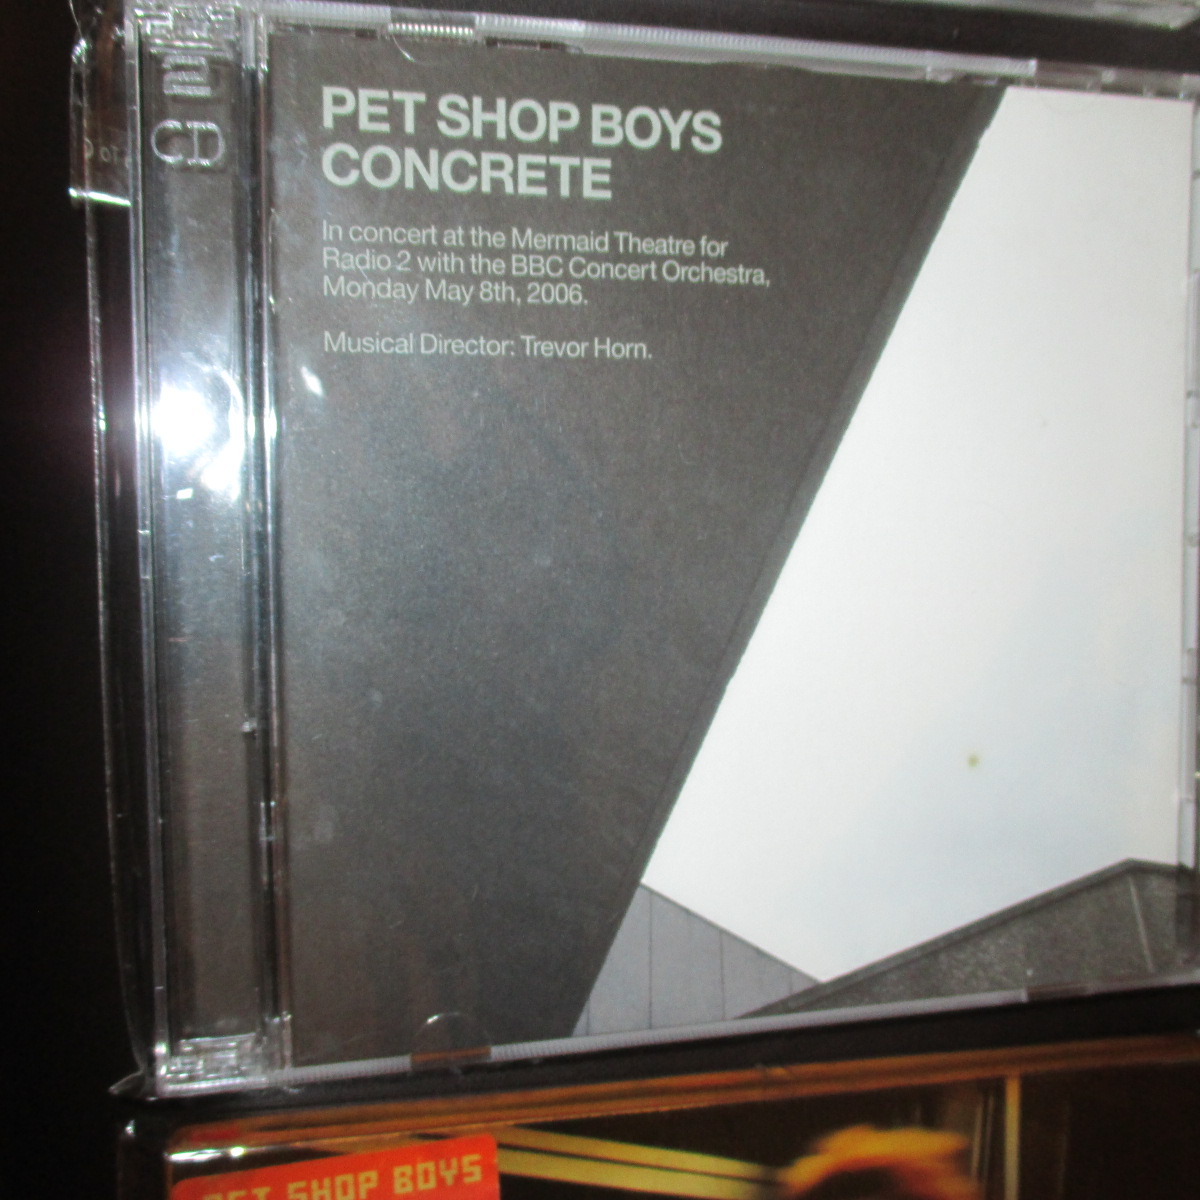 2
CD
PET SHOP BOYS
CONCRETE
In concert at the Mermaid Theatre for
Radio 2 with the BBC Concert Orchestra,
Monday May 8th, 2006.
Musical Director: Trevor Horn.
PET SHOP BOYS